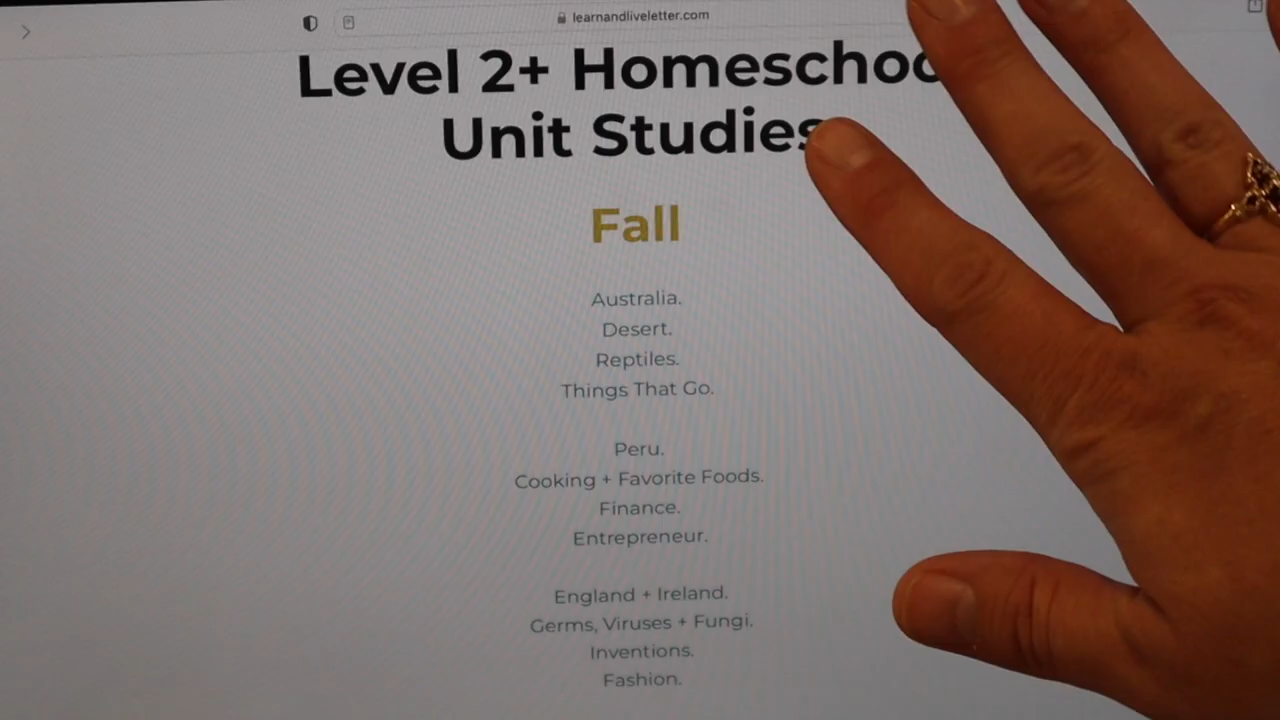 learnandliveletter.com
Level 2+ Homeschoo
Unit Studies
Fall
Australia.
Desert.
Reptiles.
Things That Go.
Peru.
Cooking + Favorite Foods.
Finance.
Entrepreneur.
England + Ireland.
Germs, Viruses + Fungi.
Inventions.
Fashion.